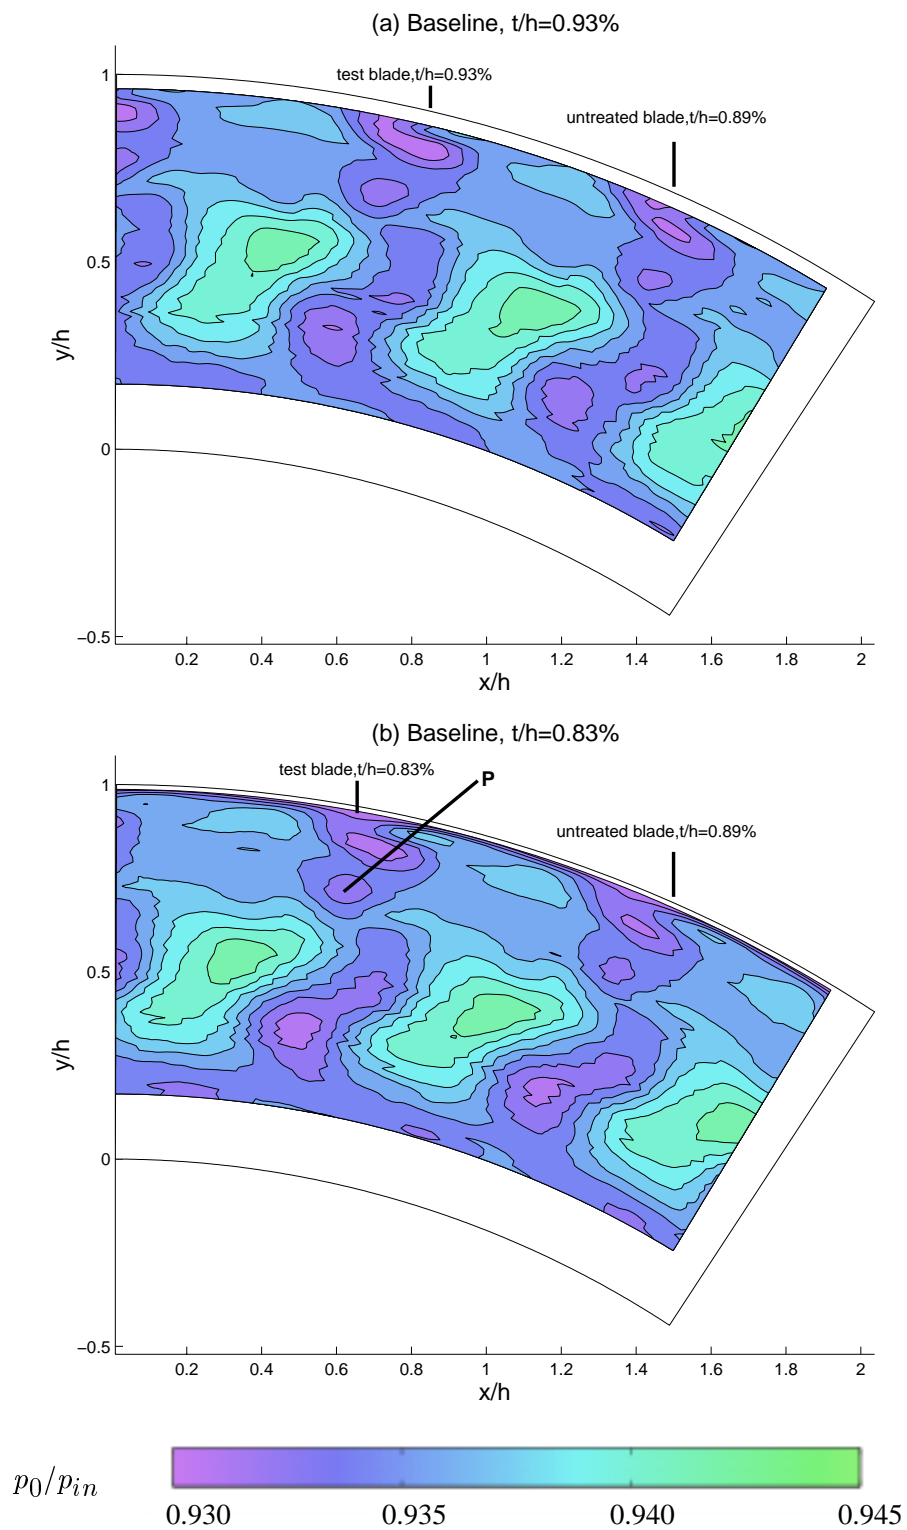 (a) Baseline, t/h=0.93%
test blade,t/h=0.93%
untreated blade,t/h=0.89%
1
0.5
0
−0.5
y/h
0.2 0.4 0.6 0.8 1 1.2 1.4 1.6 1.8 2
x/h
(b) Baseline, t/h=0.83%
test blade,t/h=0.83%
P
untreated blade,t/h=0.89%
1
0.5
0
−0.5
y/h
0.2 0.4 0.6 0.8 1 1.2 1.4 1.6 1.8 2
x/h
p0/pin
0.930 0.935 0.940 0.945